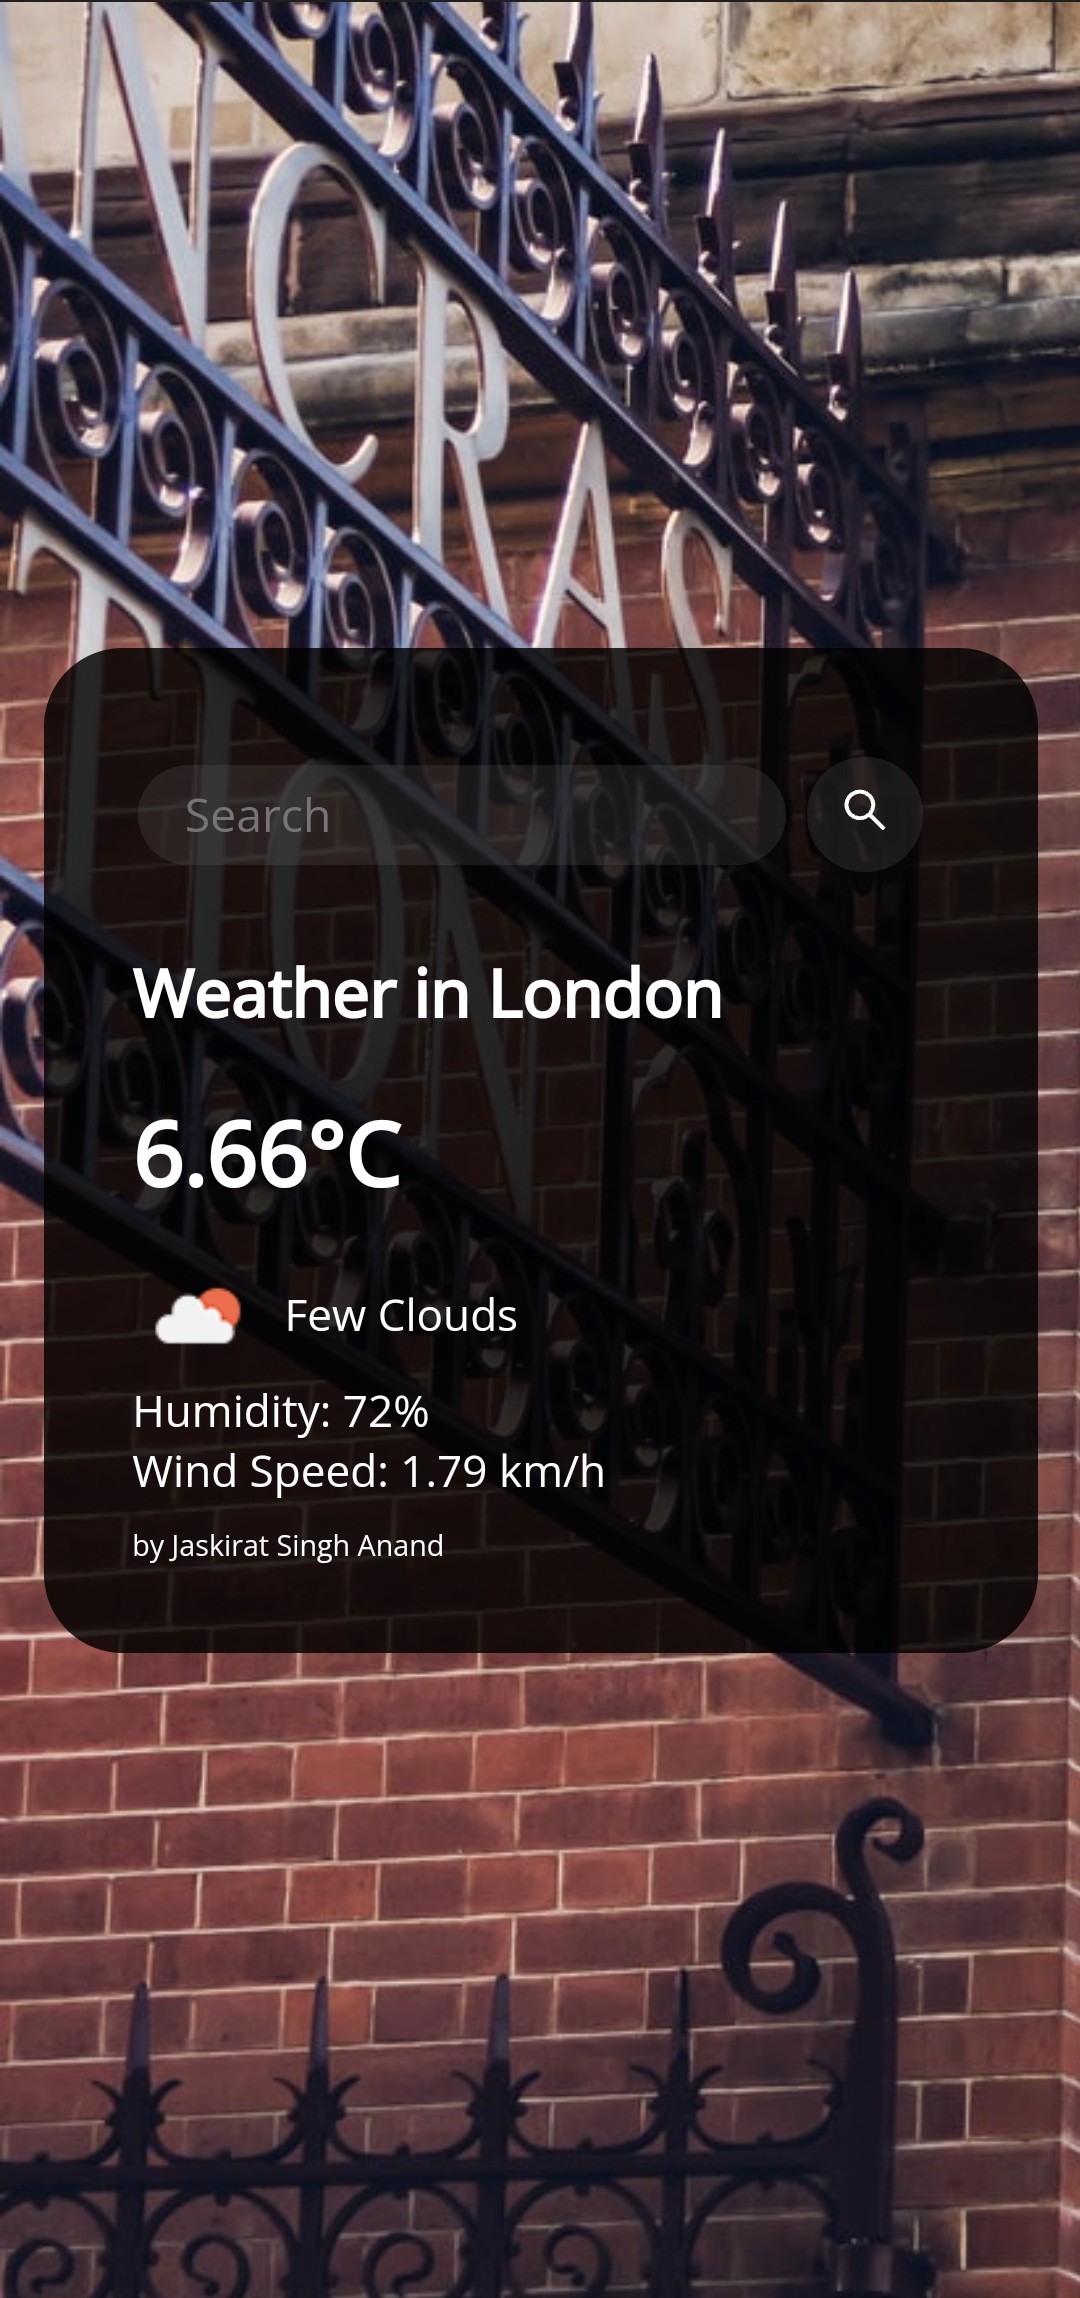 NCRAS
T
ON
Search
Weather in London
6.66°C
Few Clouds
Humidity: 72%
Wind Speed: 1.79 km/h
by Jaskirat Singh Anand